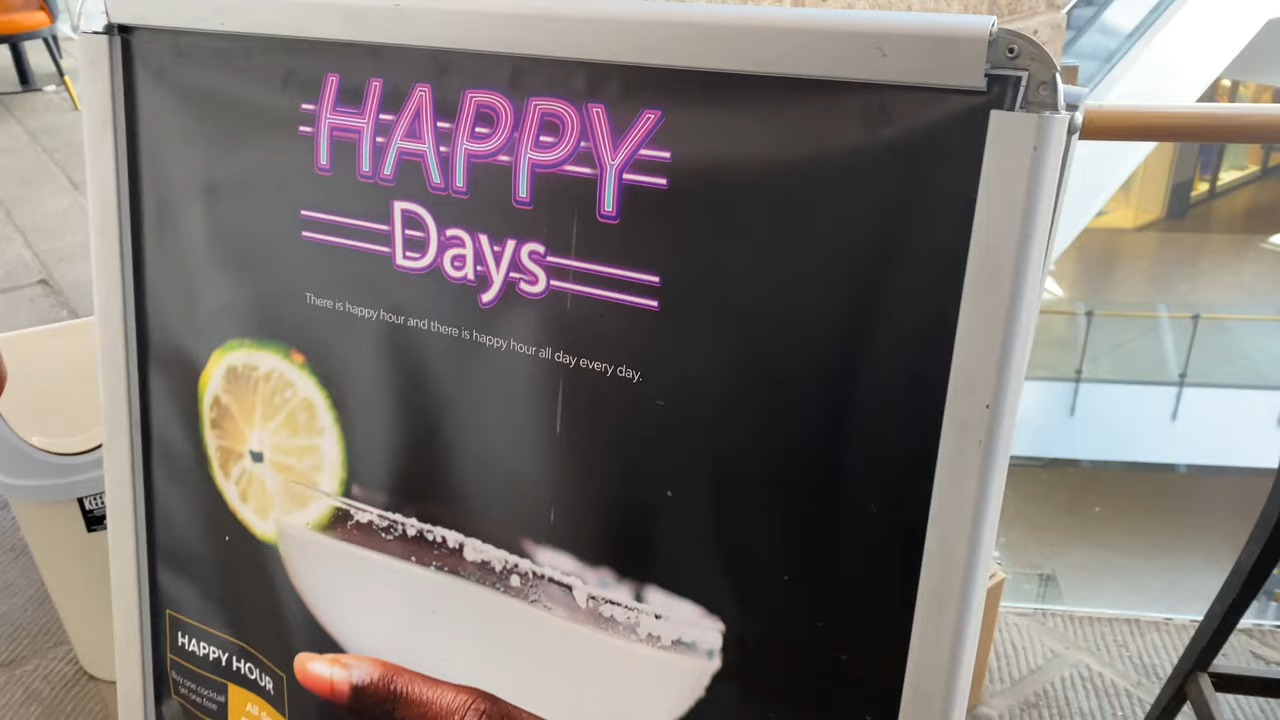 HAPPY
Days
There is happy hour and there is happy hour all day every day.
HAPPY HOUR
Buy one cocktail
get one free
All